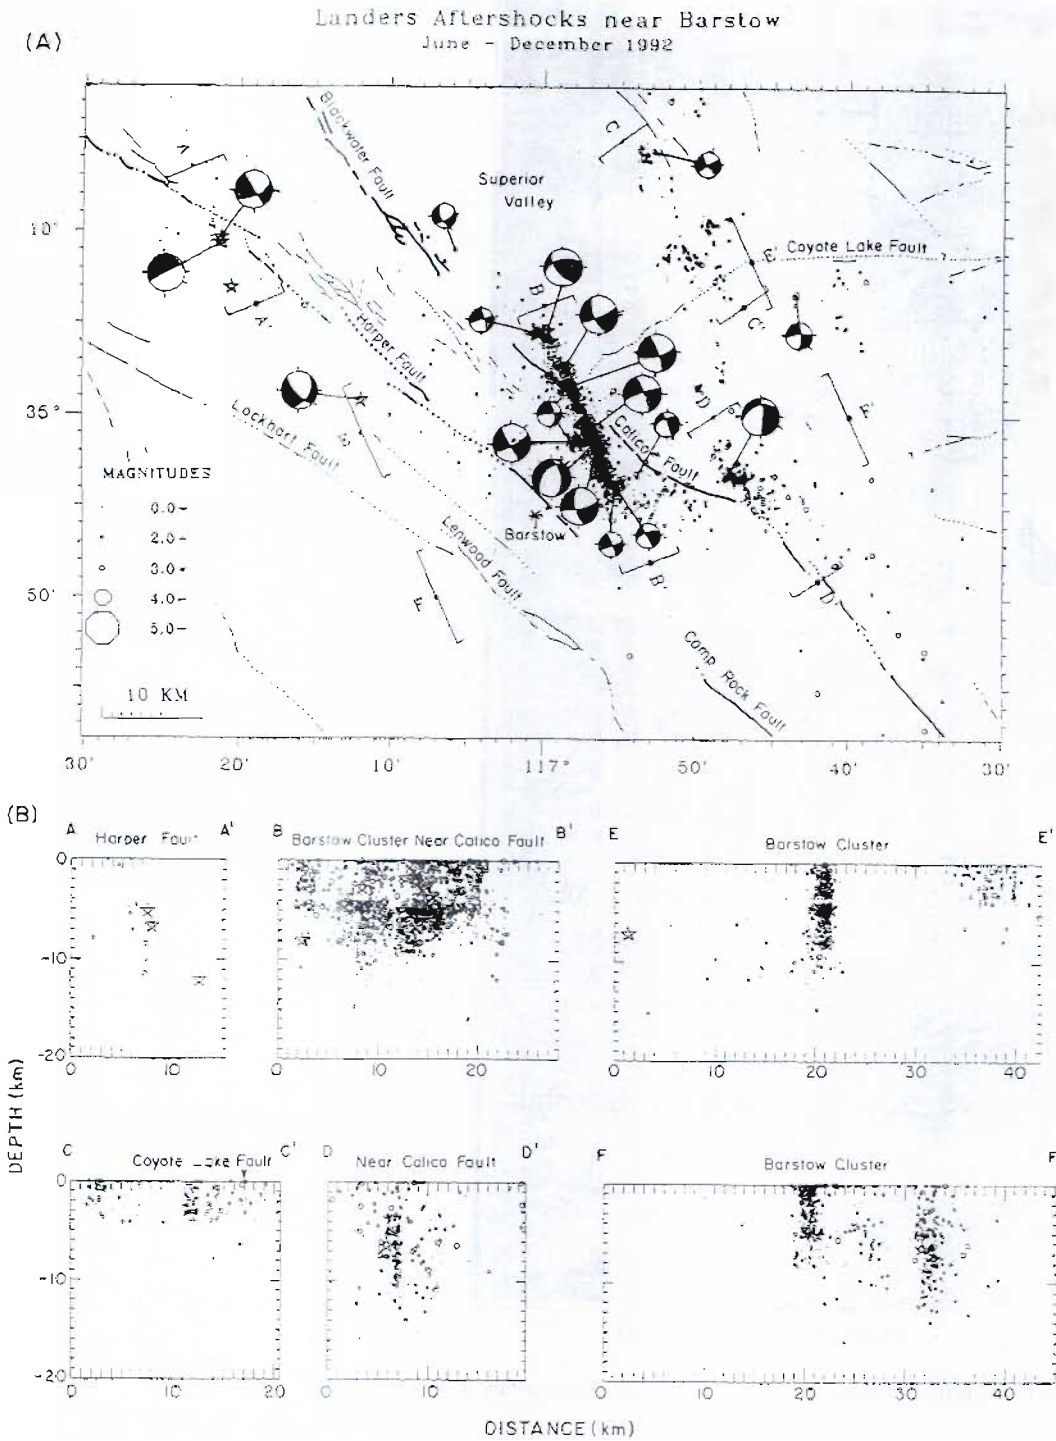 Landers Aftershocks near Barstow
(A)
June - December 1992
Blackwater Fault
Superior
Valley
C
A
10'
E'
Coyote Lake Fault
B
C'
A'
Harper Fault
35°
D
F'
E
Lockhart Fault
Calico Fault
MAGNITUDES
0.0-
2.0-
3.0-
4.0-
5.0-
Barstow
Lenwood Fault
B'
D'
50'
F
Camp Rock Fault
10 KM
30' 20' 10' 117° 50' 40' 30'
(B)
A Harper Fault A'
B Barstow Cluster Near Calico Fault B'
E Barstow Cluster E'
0
-10
-20
0 10
0 10 20
0 10 20 30 40
DEPTH (km)
C Coyote Lake Fault C'
D Near Calico Fault D'
F Barstow Cluster F
0
-10
-20
0 10 20
0 10
0 10 20 30 40
DISTANCE (km)